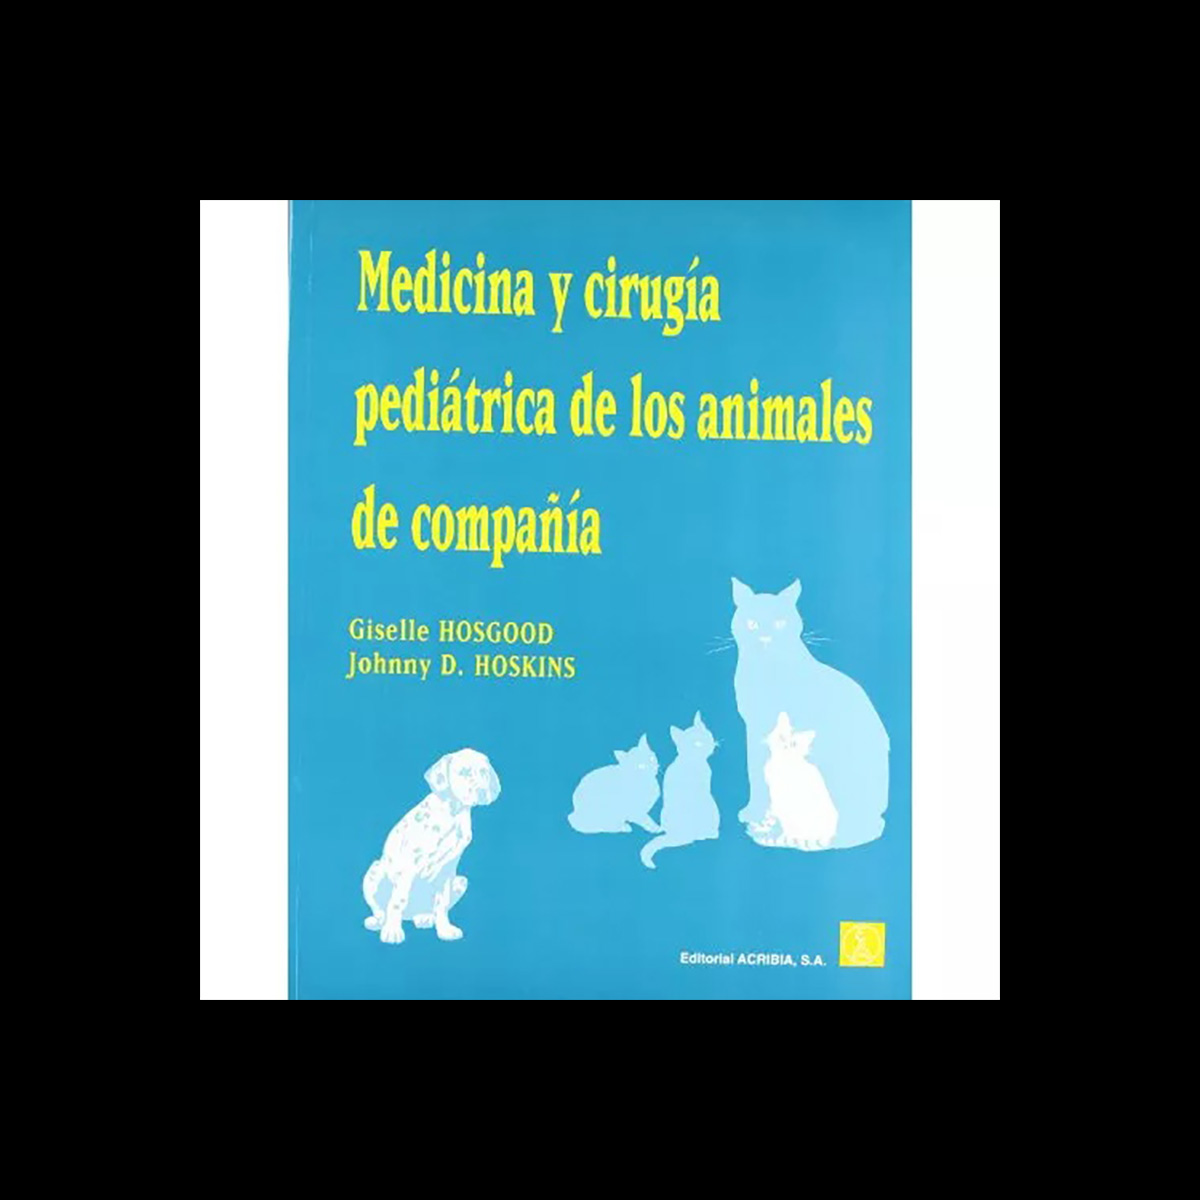 Medicina y cirugía
pediátrica de los animales
de compañía
Giselle HOSGOOD
Johnny D. HOSKINS
Editorial ACRIBIA, S.A.